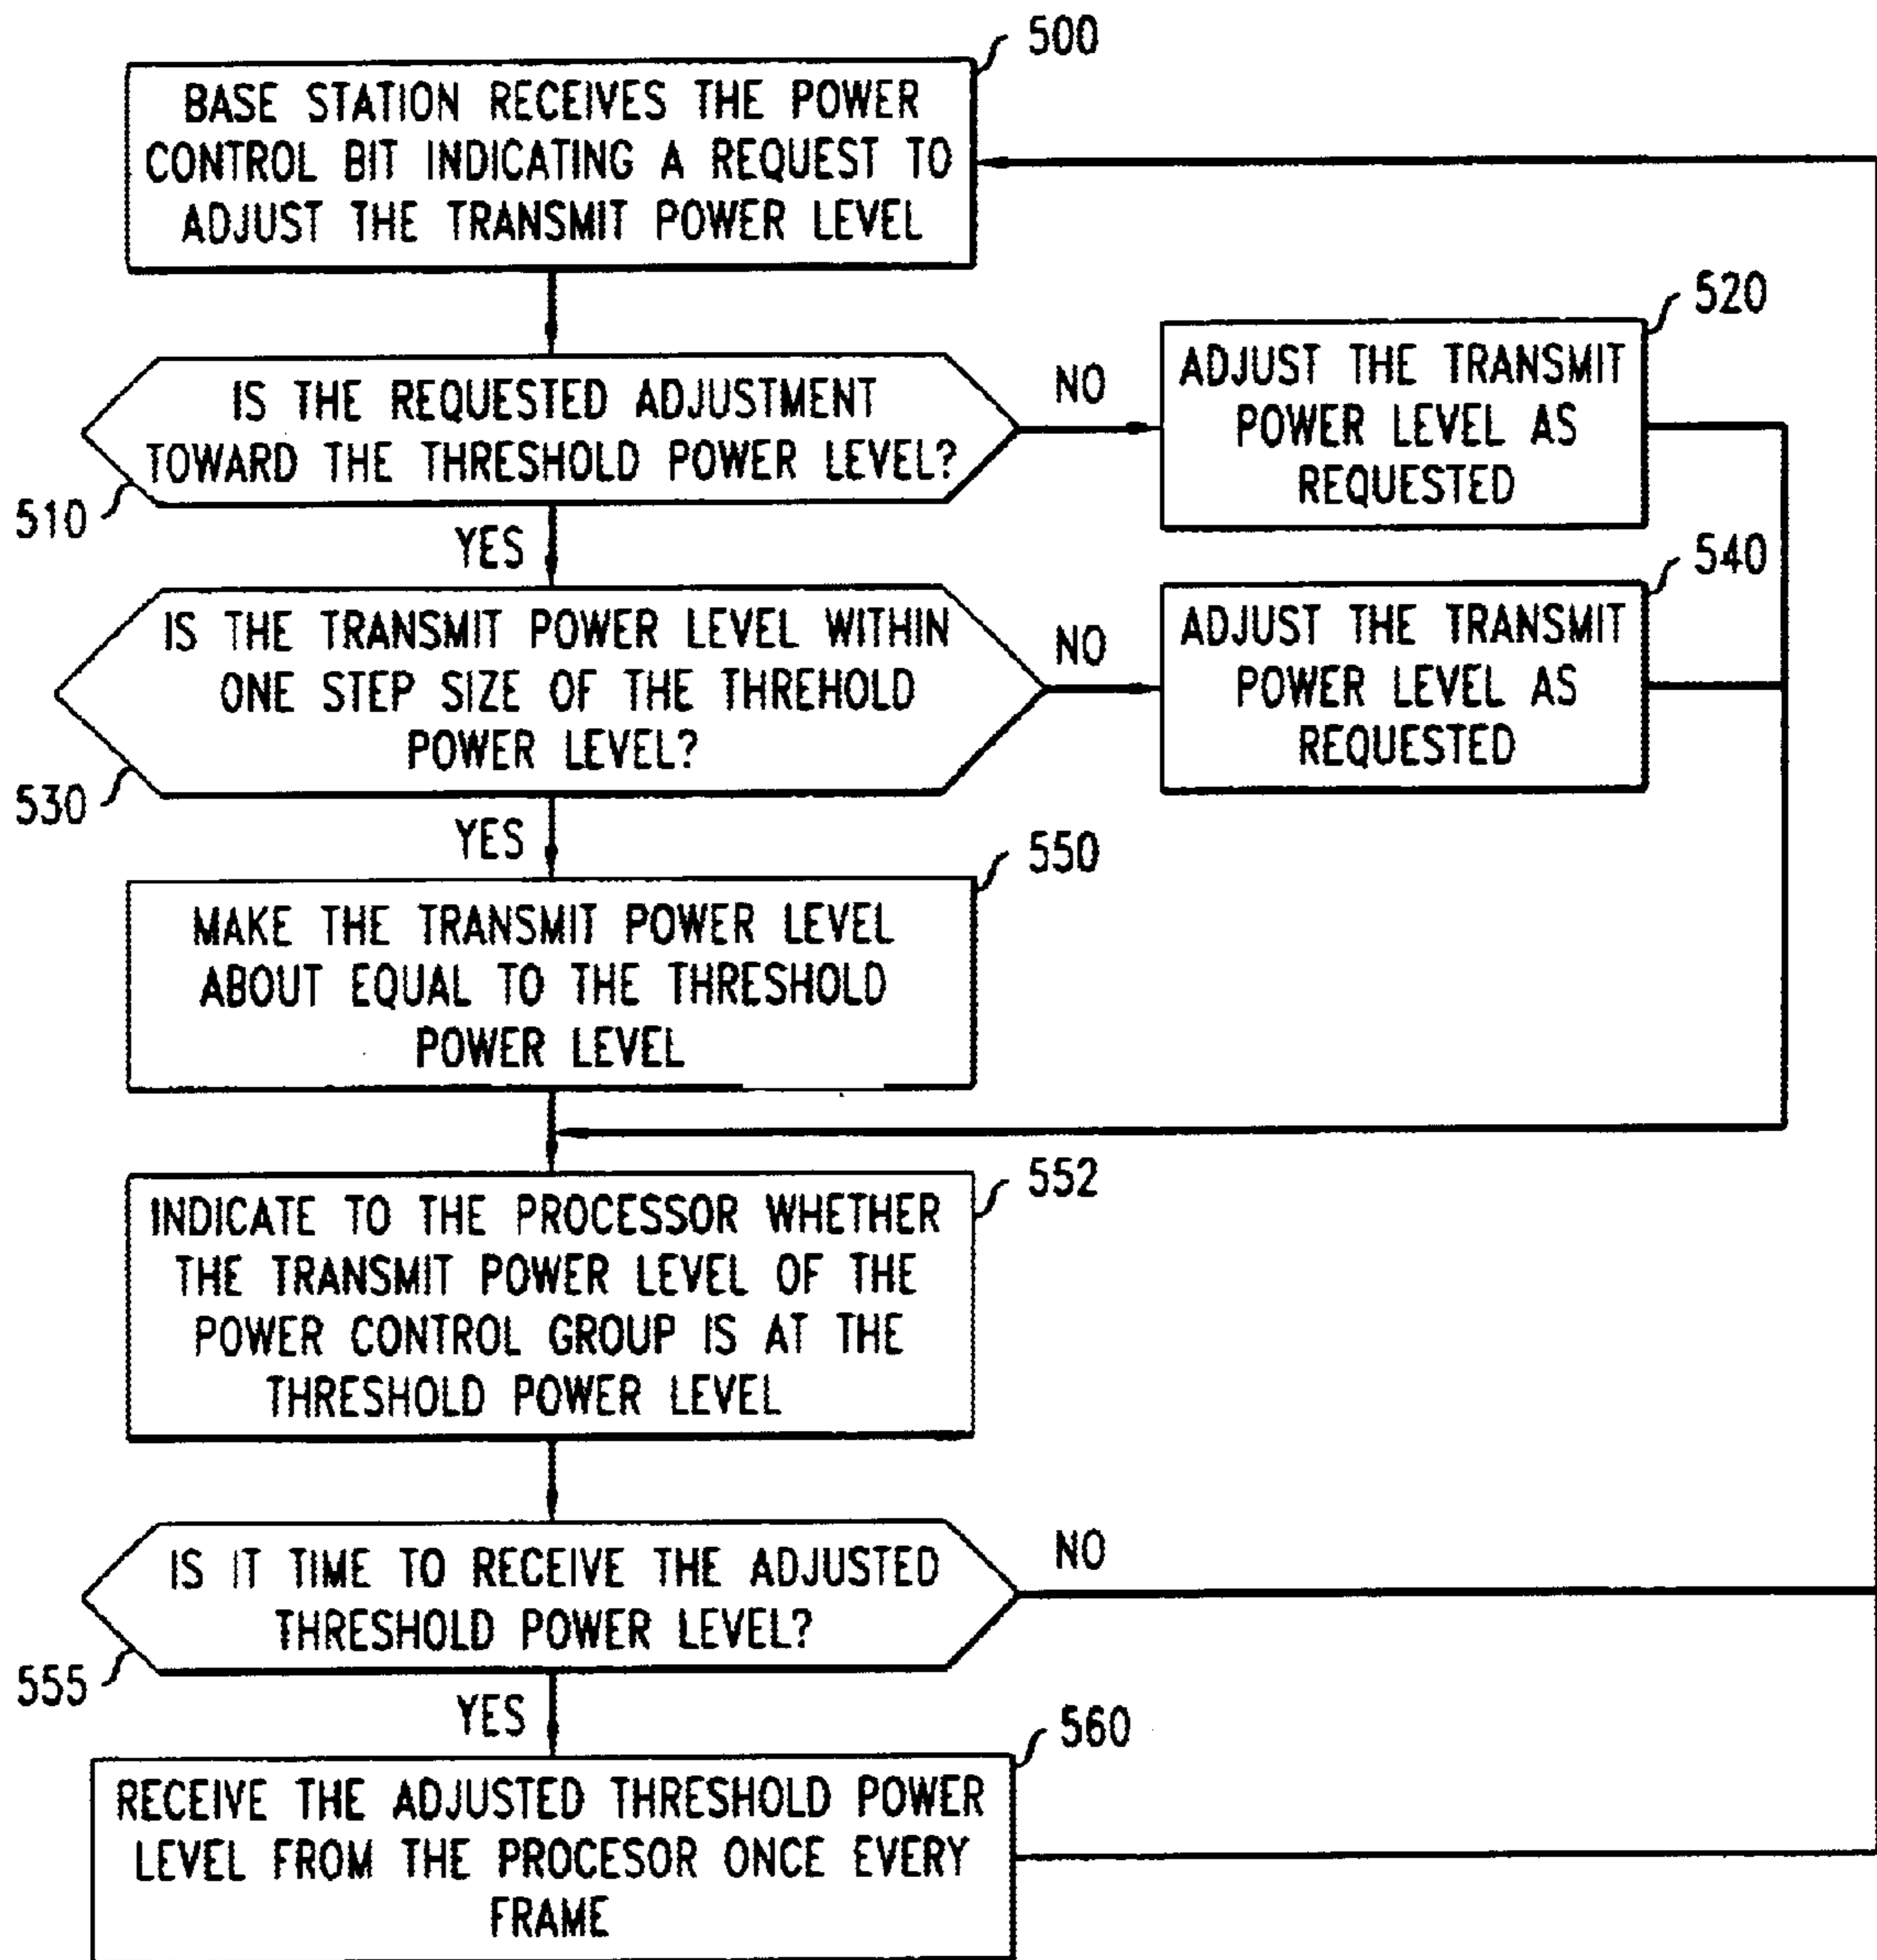 500
BASE STATION RECEIVES THE POWER
CONTROL BIT INDICATING A REQUEST TO
ADJUST THE TRANSMIT POWER LEVEL
IS THE REQUESTED ADJUSTMENT
TOWARD THE THRESHOLD POWER LEVEL?
510
NO
520
ADJUST THE TRANSMIT
POWER LEVEL AS
REQUESTED
YES
IS THE TRANSMIT POWER LEVEL WITHIN
ONE STEP SIZE OF THE THREHOLD
POWER LEVEL?
530
NO
540
ADJUST THE TRANSMIT
POWER LEVEL AS
REQUESTED
YES
550
MAKE THE TRANSMIT POWER LEVEL
ABOUT EQUAL TO THE THRESHOLD
POWER LEVEL
552
INDICATE TO THE PROCESSOR WHETHER
THE TRANSMIT POWER LEVEL OF THE
POWER CONTROL GROUP IS AT THE
THRESHOLD POWER LEVEL
IS IT TIME TO RECEIVE THE ADJUSTED
THRESHOLD POWER LEVEL?
555
NO
YES
560
RECEIVE THE ADJUSTED THRESHOLD POWER
LEVEL FROM THE PROCESOR ONCE EVERY
FRAME